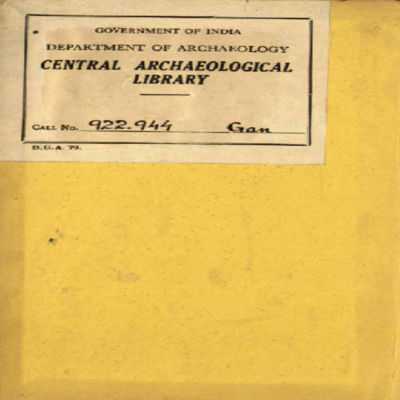 GOVERNMENT OF INDIA
DEPARTMENT OF ARCHAEOLOGY
CENTRAL ARCHAEOLOGICAL
LIBRARY
CALL No. 922.944 Gan
D.G.A. 79.